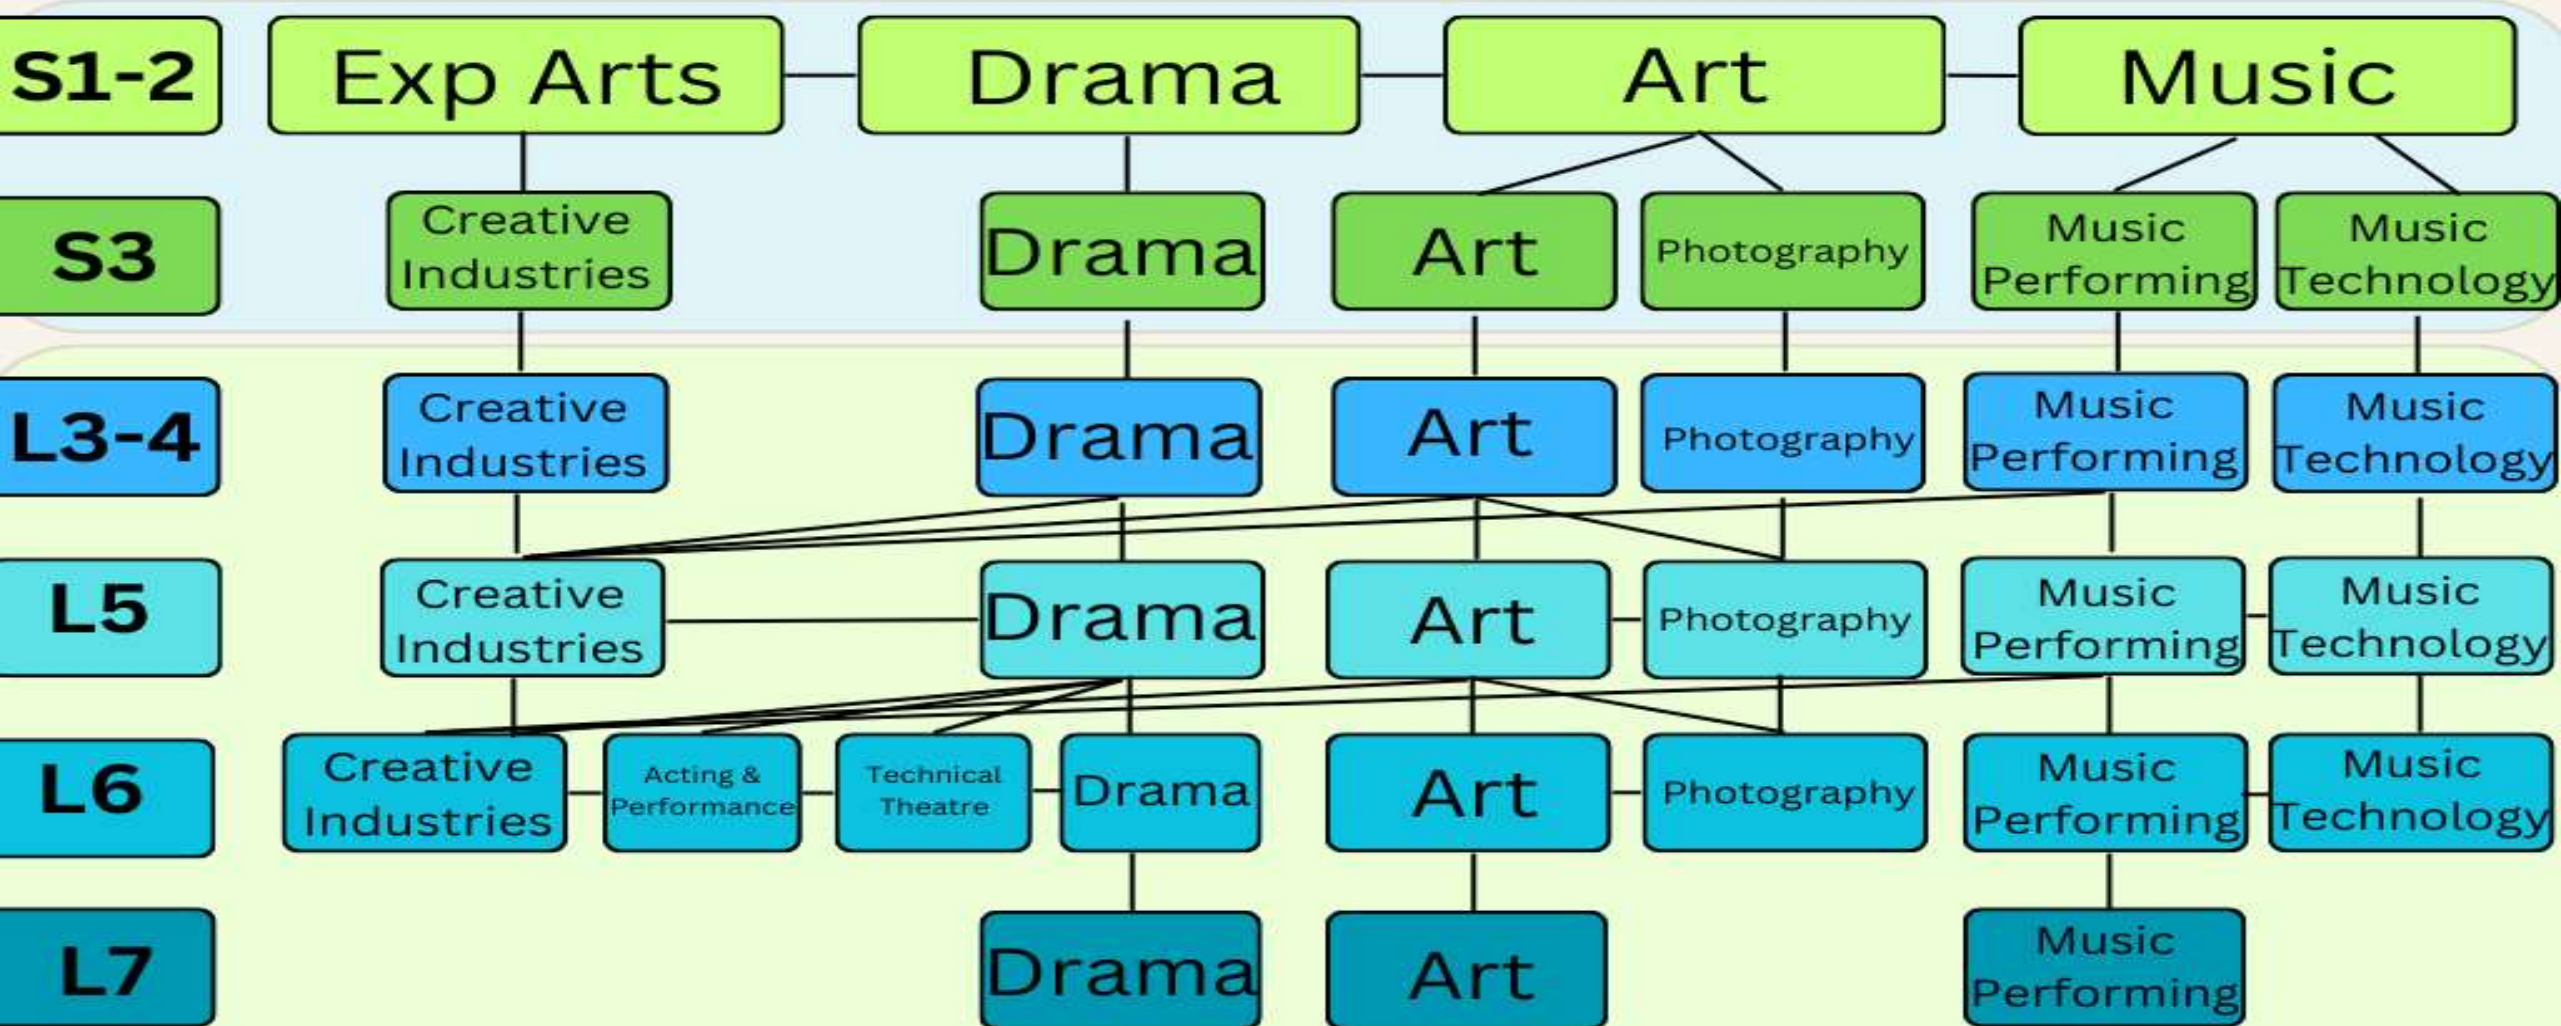 S1-2
Exp Arts
Drama
Art
Music
S3
Creative
Industries
Drama
Art
Photography
Music
Performing
Music
Technology
L3-4
Creative
Industries
Drama
Art
Photography
Music
Performing
Music
Technology
L5
Creative
Industries
Drama
Art
Photography
Music
Performing
Music
Technology
L6
Creative
Industries
Acting &
Performance
Technical
Theatre
Drama
Art
Photography
Music
Performing
Music
Technology
L7
Drama
Art
Music
Performing